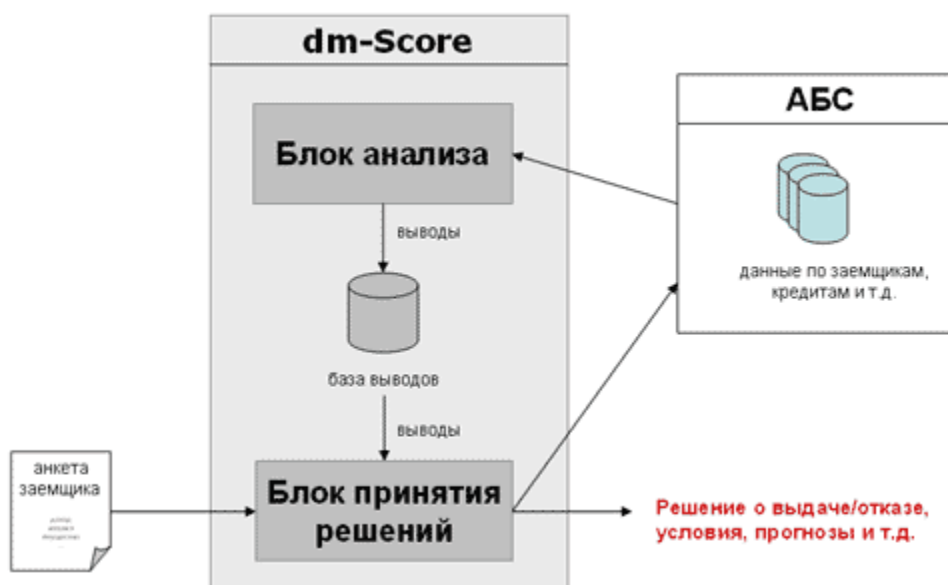 dm-Score
АБС
Блок анализа
выводы
данные по заемщикам,
кредитам и т.д.
база выводов
выводы
анкета
заемщика
Блок принятия
решений
Решение о выдаче/отказе,
условия, прогнозы и т.д.